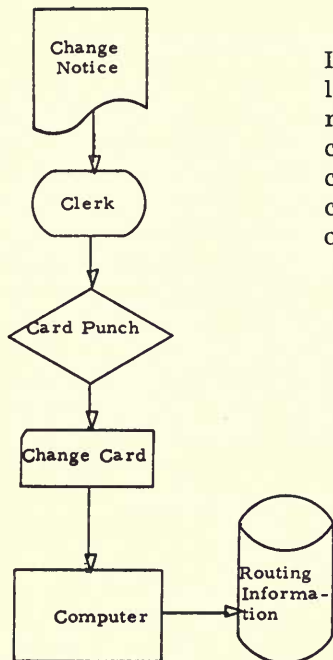 Change
Notice
Clerk
Card Punch
Change Card
Computer
Routing
Informa-
tion